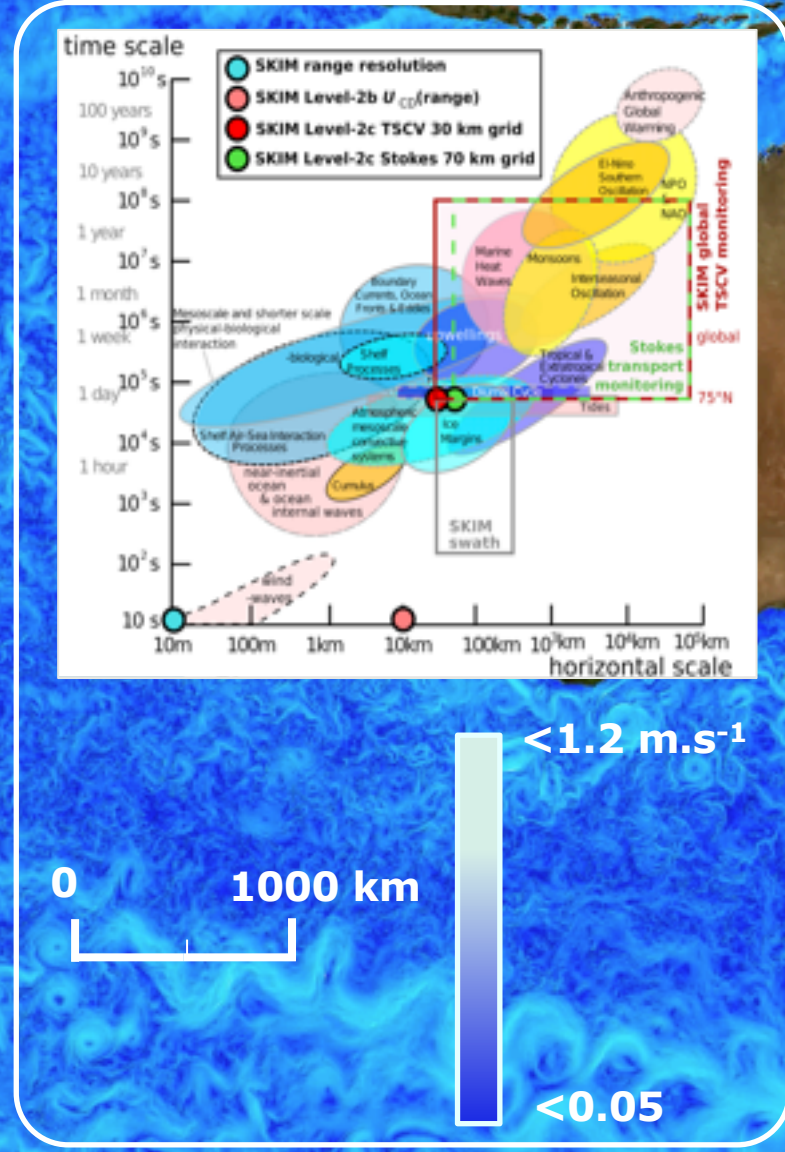 time scale
SKIM range resolution
SKIM Level-2b U CD(range)
SKIM Level-2c TSCV 30 km grid
SKIM Level-2c Stokes 70 km grid
10¹⁰s
100 years
10⁹s
10 years
10⁸s
1 year
10⁷s
1 month
10⁶s
1 week
10⁵s
1 day
10⁴s
1 hour
10³s
10²s
10 s
Anthropogenic
Global
Warming
El-Nino
Southern
Oscillation
NPO
&
NAO
SKIM global
TSCV monitoring
Marine
Heat
Waves
Monsoons
Interseasonal
Oscillation
Boundary
Currents, Ocean
Fronts & Eddies
Mesoscale and shorter scale
physical-biological
interaction
upwellings
global
-biological
Shelf
Processes
Tropical &
Extratropical
Cyclones
Stokes
transport
monitoring
75°N
Tides
Atmospheric
mesoscale
convective
systems
Ice
Margins
Shelf Air-Sea Interaction
Processes
near-inertial
ocean
& ocean
internal waves
Cumulus
SKIM
swath
wind
-waves
10m
100m
1km
10km
100km
10³km
10⁴km
10⁵km
horizontal scale
<1.2 m.s⁻¹
0
1000 km
<0.05